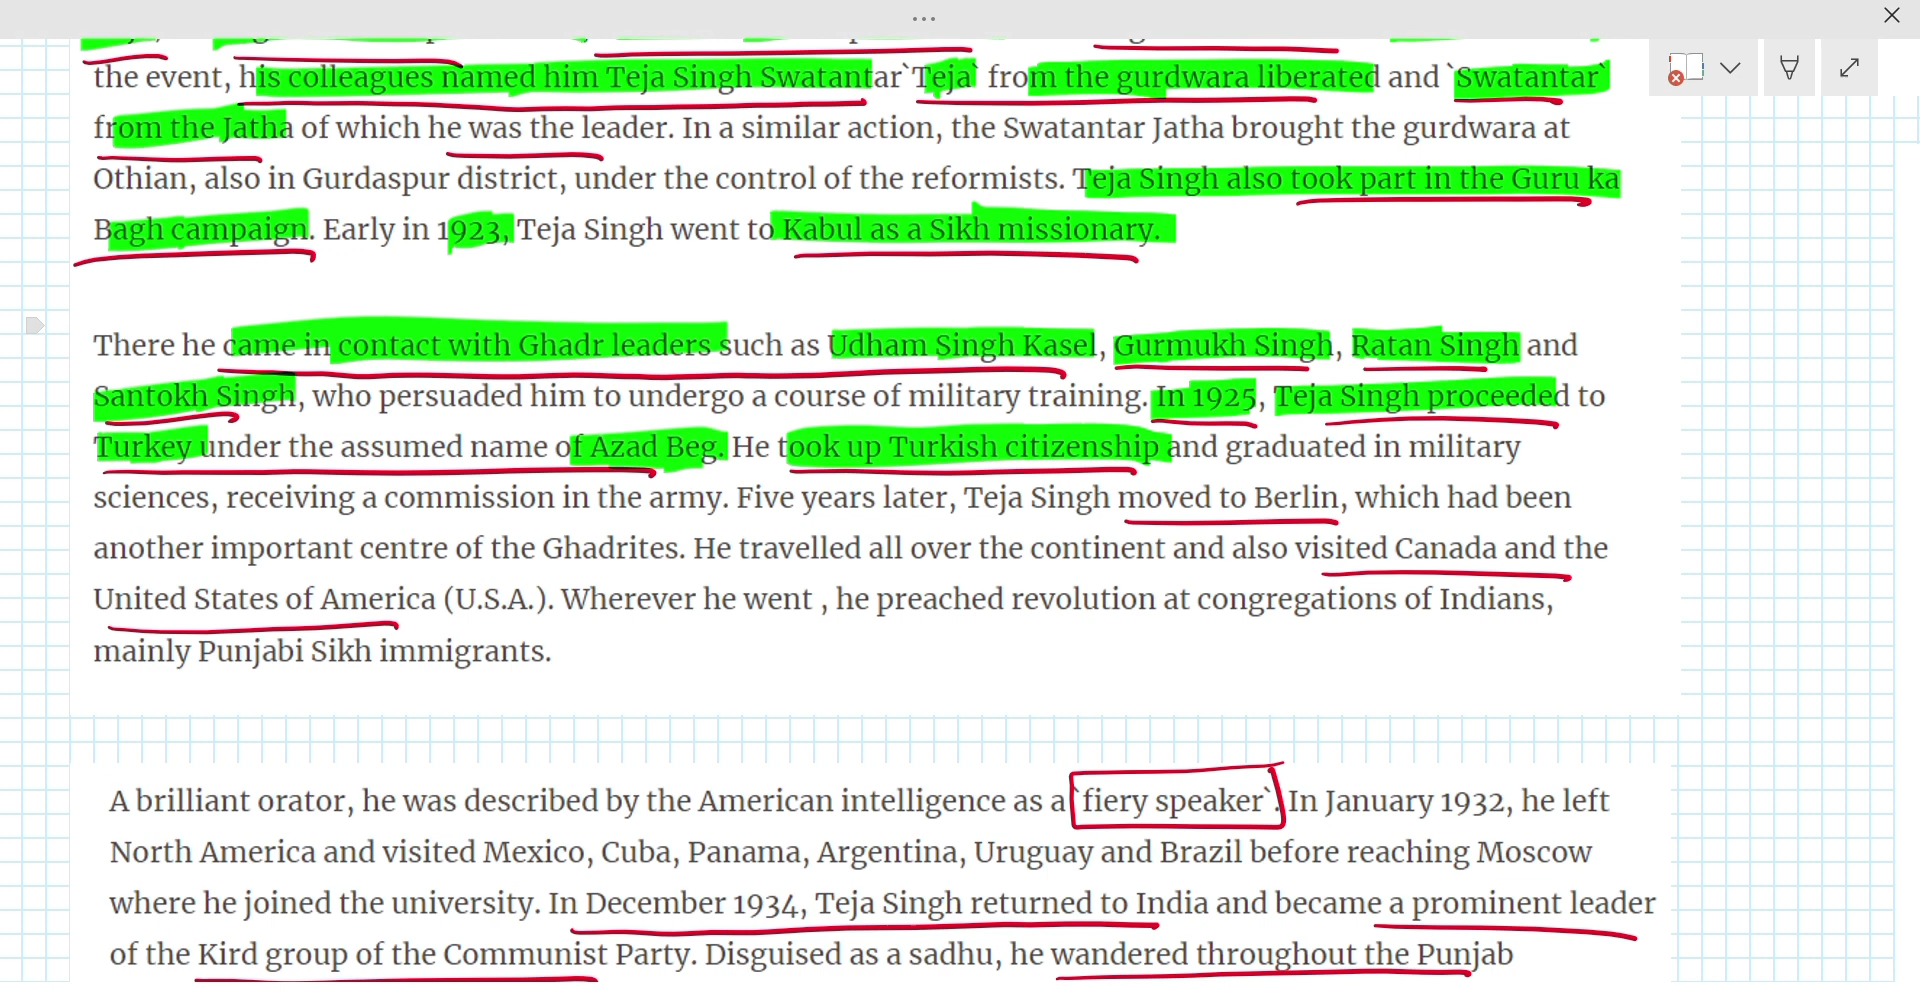 the event, his colleagues named him Teja Singh Swatantar`Teja` from the gurdwara liberated and `Swatantar`
from the Jatha of which he was the leader. In a similar action, the Swatantar Jatha brought the gurdwara at
Othian, also in Gurdaspur district, under the control of the reformists. Teja Singh also took part in the Guru ka
Bagh campaign. Early in 1923, Teja Singh went to Kabul as a Sikh missionary.
There he came in contact with Ghadr leaders such as Udham Singh Kasel, Gurmukh Singh, Ratan Singh and
Santokh Singh, who persuaded him to undergo a course of military training. In 1925, Teja Singh proceeded to
Turkey under the assumed name of Azad Beg. He took up Turkish citizenship and graduated in military
sciences, receiving a commission in the army. Five years later, Teja Singh moved to Berlin, which had been
another important centre of the Ghadrites. He travelled all over the continent and also visited Canada and the
United States of America (U.S.A.). Wherever he went , he preached revolution at congregations of Indians,
mainly Punjabi Sikh immigrants.
A brilliant orator, he was described by the American intelligence as a `fiery speaker`. In January 1932, he left
North America and visited Mexico, Cuba, Panama, Argentina, Uruguay and Brazil before reaching Moscow
where he joined the university. In December 1934, Teja Singh returned to India and became a prominent leader
of the Kird group of the Communist Party. Disguised as a sadhu, he wandered throughout the Punjab